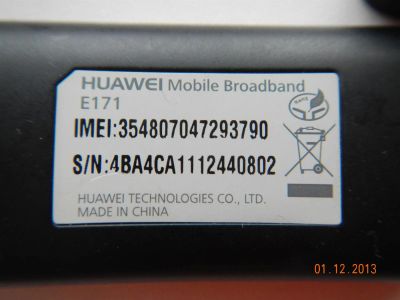 HUAWEI Mobile Broadband
E171
IMEI:354807047293790
S/N:4BA4CA1112440802
HUAWEI TECHNOLOGIES CO., LTD.
MADE IN CHINA
01.12.2013